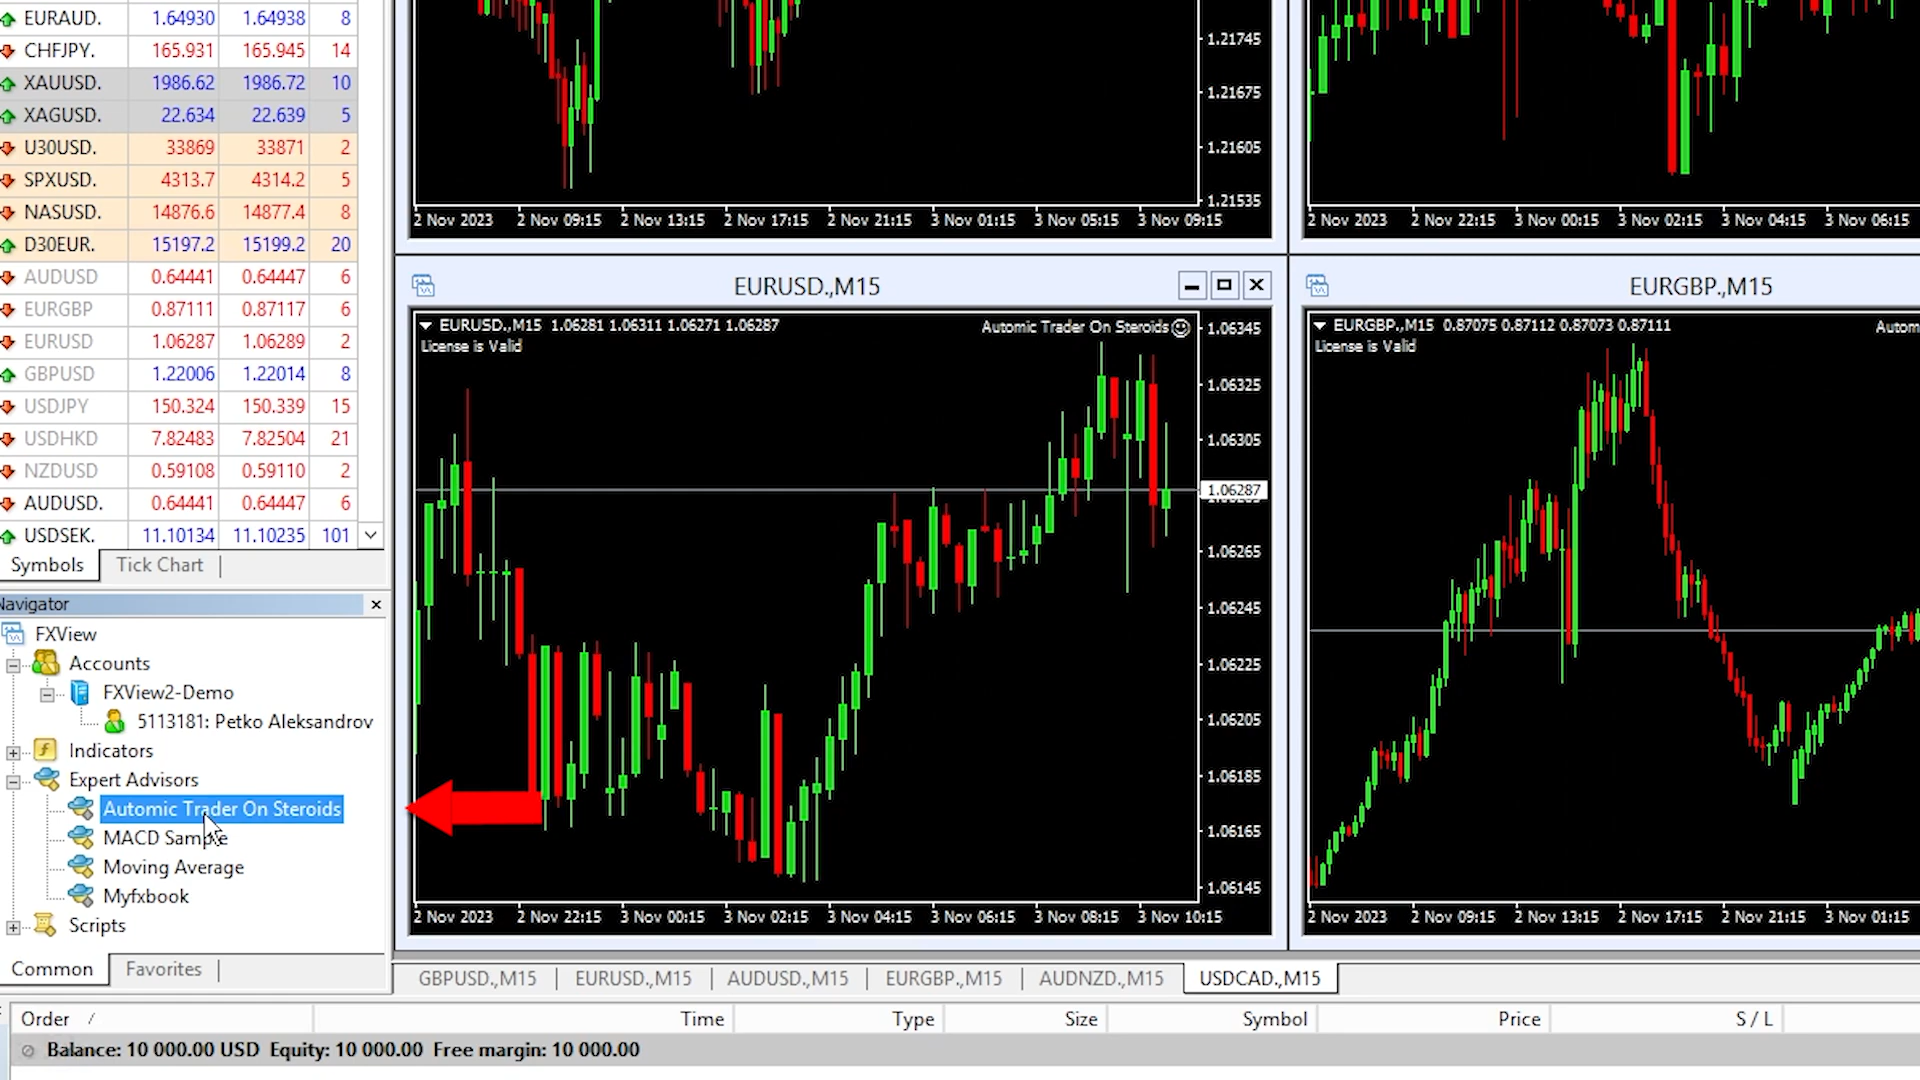 EURAUD. 1.64930 1.64938 8
CHFJPY. 165.931 165.945 14
XAUUSD. 1986.62 1986.72 10
XAGUSD. 22.634 22.639 5
U30USD. 33869 33871 2
SPXUSD. 4313.7 4314.2 5
NASUSD. 14876.6 14877.4 8
D30EUR. 15197.2 15199.2 20
AUDUSD 0.64441 0.64447 6
EURGBP 0.87111 0.87117 6
EURUSD 1.06287 1.06289 2
GBPUSD 1.22006 1.22014 8
USDJPY 150.324 150.339 15
USDHKD 7.82483 7.82504 21
NZDUSD 0.59108 0.59110 2
AUDUSD. 0.64441 0.64447 6
USDSEK. 11.10134 11.10235 101
Symbols Tick Chart
Navigator
FXView
Accounts
FXView2-Demo
5113181: Petko Aleksandrov
Indicators
Expert Advisors
Automic Trader On Steroids
MACD Sample
Moving Average
Myfxbook
Scripts
Common Favorites
1.21745
1.21675
1.21605
1.21535
2 Nov 2023 2 Nov 09:15 2 Nov 13:15 2 Nov 17:15 2 Nov 21:15 3 Nov 01:15 3 Nov 05:15 3 Nov 09:15
2 Nov 2023 2 Nov 22:15 3 Nov 00:15 3 Nov 02:15 3 Nov 04:15 3 Nov 06:15
EURUSD.,M15
EURUSD.,M15 1.06281 1.06311 1.06271 1.06287
Automic Trader On Steroids
License is Valid
1.06345
1.06325
1.06305
1.06287
1.06265
1.06245
1.06225
1.06205
1.06185
1.06165
1.06145
2 Nov 2023 2 Nov 22:15 3 Nov 00:15 3 Nov 02:15 3 Nov 04:15 3 Nov 06:15 3 Nov 08:15 3 Nov 10:15
EURGBP.,M15
EURGBP.,M15 0.87075 0.87112 0.87073 0.87111
Autom
License is Valid
2 Nov 2023 2 Nov 09:15 2 Nov 13:15 2 Nov 17:15 2 Nov 21:15 3 Nov 01:15
GBPUSD.,M15 EURUSD.,M15 AUDUSD.,M15 EURGBP.,M15 AUDNZD.,M15 USDCAD.,M15
Order / Time Type Size Symbol Price S / L
Balance: 10 000.00 USD Equity: 10 000.00 Free margin: 10 000.00